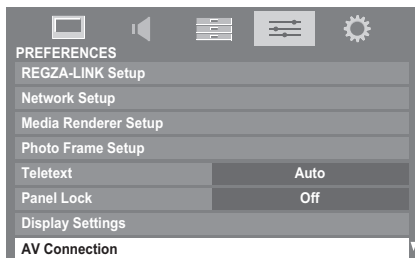 PREFERENCES
REGZA-LINK Setup
Network Setup
Media Renderer Setup
Photo Frame Setup
Teletext Auto
Panel Lock Off
Display Settings
AV Connection